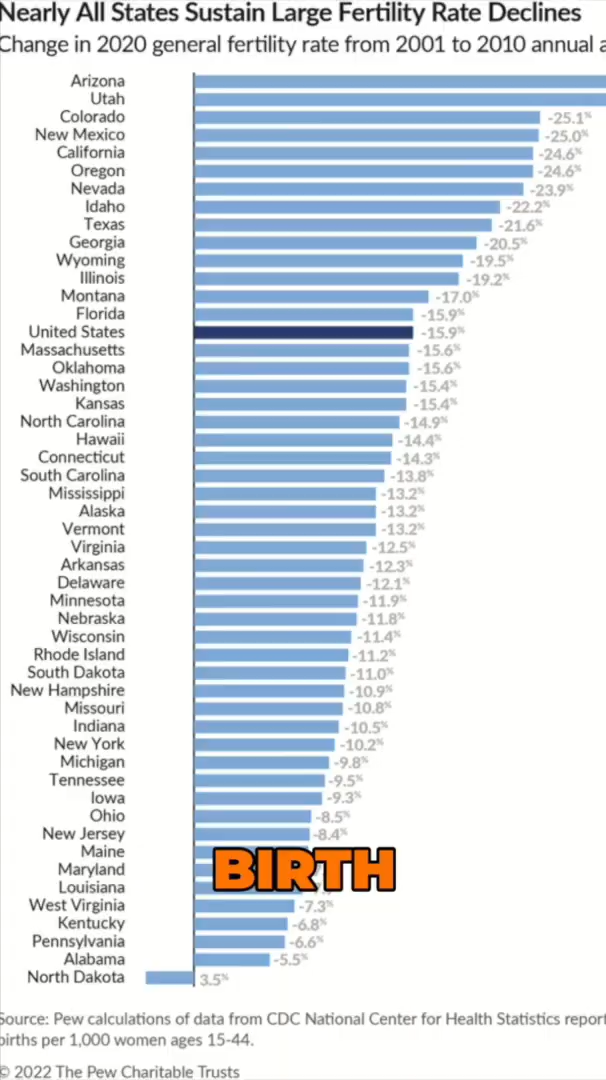 Nearly All States Sustain Large Fertility Rate Declines
Change in 2020 general fertility rate from 2001 to 2010 annual
Arizona
Utah
Colorado -25.1%
New Mexico -25.0%
California -24.6%
Oregon -24.6%
Nevada -23.9%
Idaho -22.2%
Texas -21.6%
Georgia -20.5%
Wyoming -19.5%
Illinois -19.2%
Montana -17.0%
Florida -15.9%
United States -15.9%
Massachusetts -15.6%
Oklahoma -15.6%
Washington -15.4%
Kansas -15.4%
North Carolina -14.9%
Hawaii -14.4%
Connecticut -14.3%
South Carolina -13.8%
Mississippi -13.2%
Alaska -13.2%
Vermont -13.2%
Virginia -12.5%
Arkansas -12.3%
Delaware -12.1%
Minnesota -11.9%
Nebraska -11.8%
Wisconsin -11.4%
Rhode Island -11.2%
South Dakota -11.0%
New Hampshire -10.9%
Missouri -10.8%
Indiana -10.5%
New York -10.2%
Michigan -9.8%
Tennessee -9.5%
Iowa -9.3%
Ohio -8.5%
New Jersey -8.4%
Maine
BIRTH
Maryland
Louisiana
West Virginia -7.3%
Kentucky -6.8%
Pennsylvania -6.6%
Alabama -5.5%
North Dakota 3.5%
Source: Pew calculations of data from CDC National Center for Health Statistics report
births per 1,000 women ages 15-44.
© 2022 The Pew Charitable Trusts